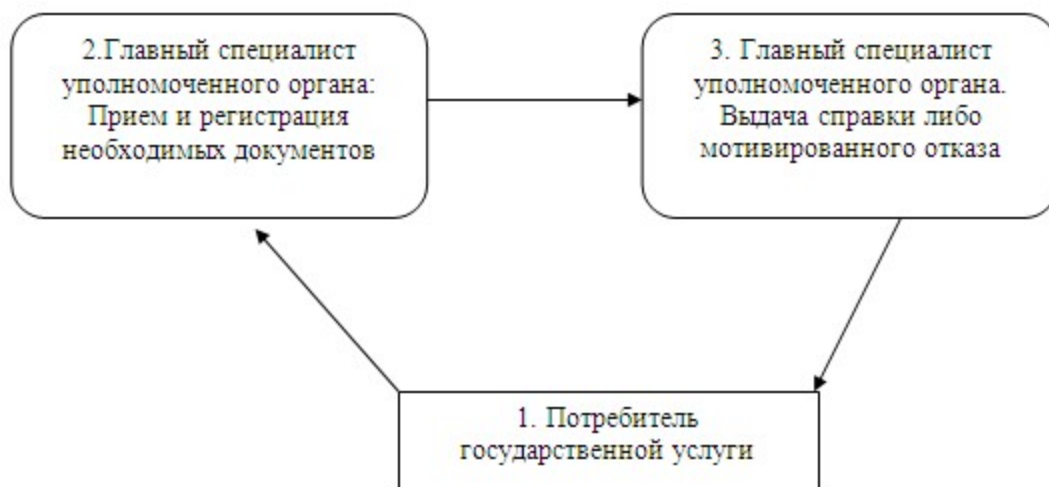 2.Главный специалист
уполномоченного органа:
Прием и регистрация
необходимых документов
3. Главный специалист
уполномоченного органа.
Выдача справки либо
мотивированного отказа
1. Потребитель
государственной услуги